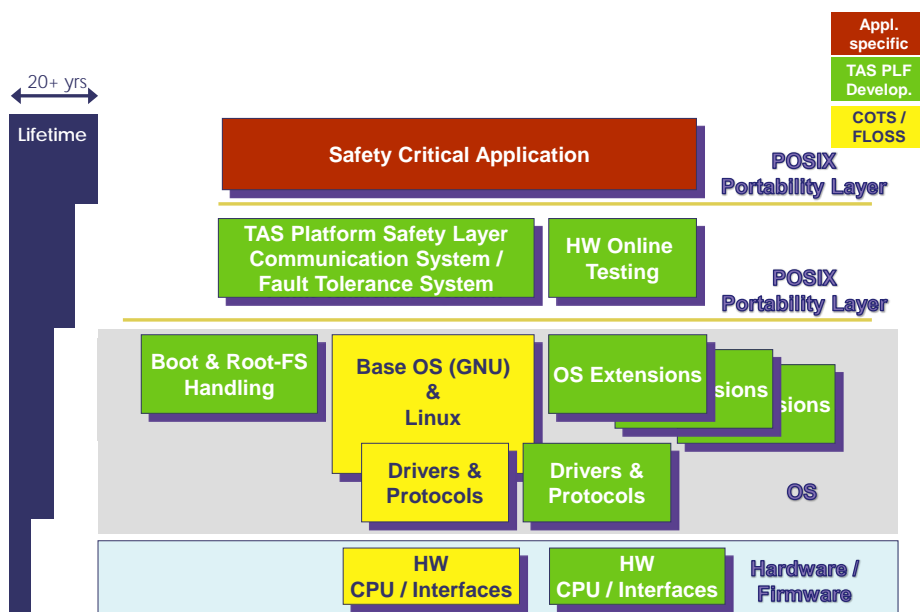 Appl.
specific
TAS PLF
Develop.
COTS /
FLOSS
20+ yrs
Lifetime
Safety Critical Application
POSIX
Portability Layer
TAS Platform Safety Layer
Communication System /
Fault Tolerance System
HW Online
Testing
POSIX
Portability Layer
Boot & Root-FS
Handling
Base OS (GNU)
&
Linux
OS Extensions
sions
sions
Drivers &
Protocols
Drivers &
Protocols
OS
HW
CPU / Interfaces
HW
CPU / Interfaces
Hardware /
Firmware